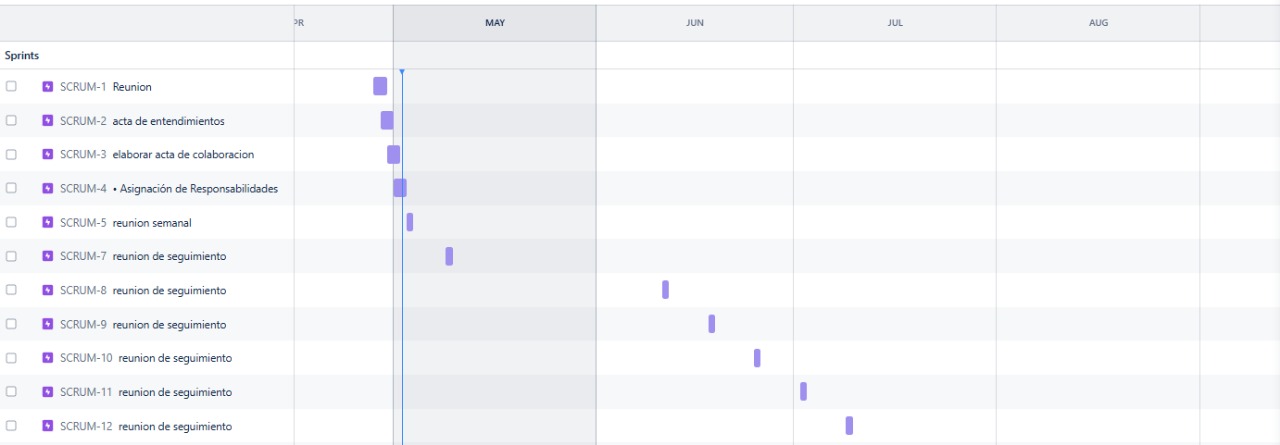 PR MAY JUN JUL AUG
Sprints
SCRUM-1 Reunion
SCRUM-2 acta de entendimientos
SCRUM-3 elaborar acta de colaboracion
SCRUM-4 • Asignación de Responsabilidades
SCRUM-5 reunion semanal
SCRUM-7 reunion de seguimiento
SCRUM-8 reunion de seguimiento
SCRUM-9 reunion de seguimiento
SCRUM-10 reunion de seguimiento
SCRUM-11 reunion de seguimiento
SCRUM-12 reunion de seguimiento